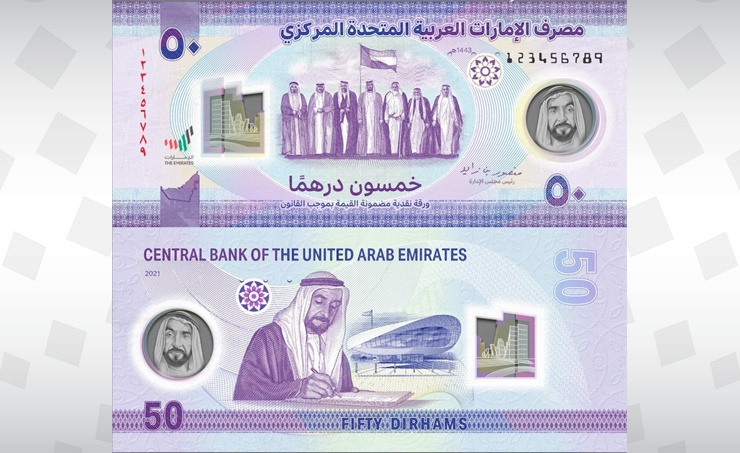 مصرف الإمارات العربية المتحدة المركزي
٥٠
1443هـ
123456789
١٢٣٤٥٦٧٨٩
الإمارات
THE EMIRATES
خمسون درهمًا
ورقة نقدية مضمونة القيمة بموجب القانون
منصور بن زايد
رئيس مجلس الإدارة
٥٠
CENTRAL BANK OF THE UNITED ARAB EMIRATES
2021
50
50
FIFTY DIRHAMS